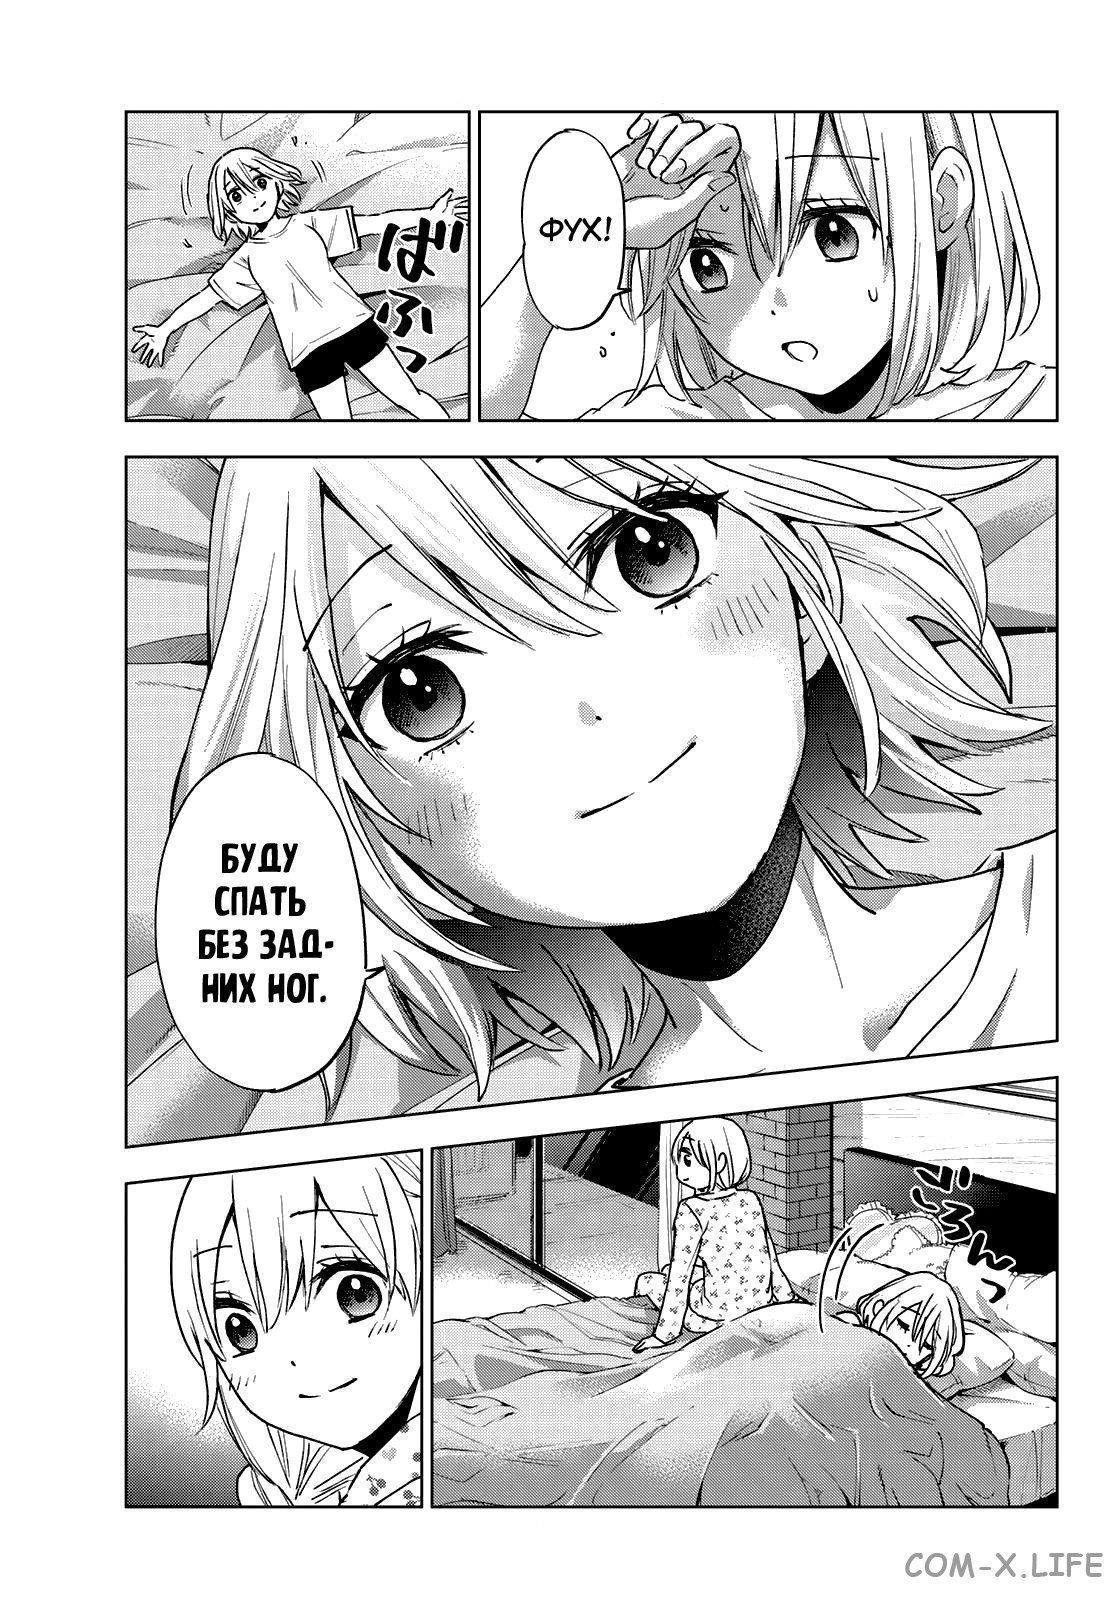 ФУХ!
ばふっ
БУДУ
СПАТЬ
БЕЗ ЗАД-
НИХ НОГ.
ごろんっ
COM-X.LIFE